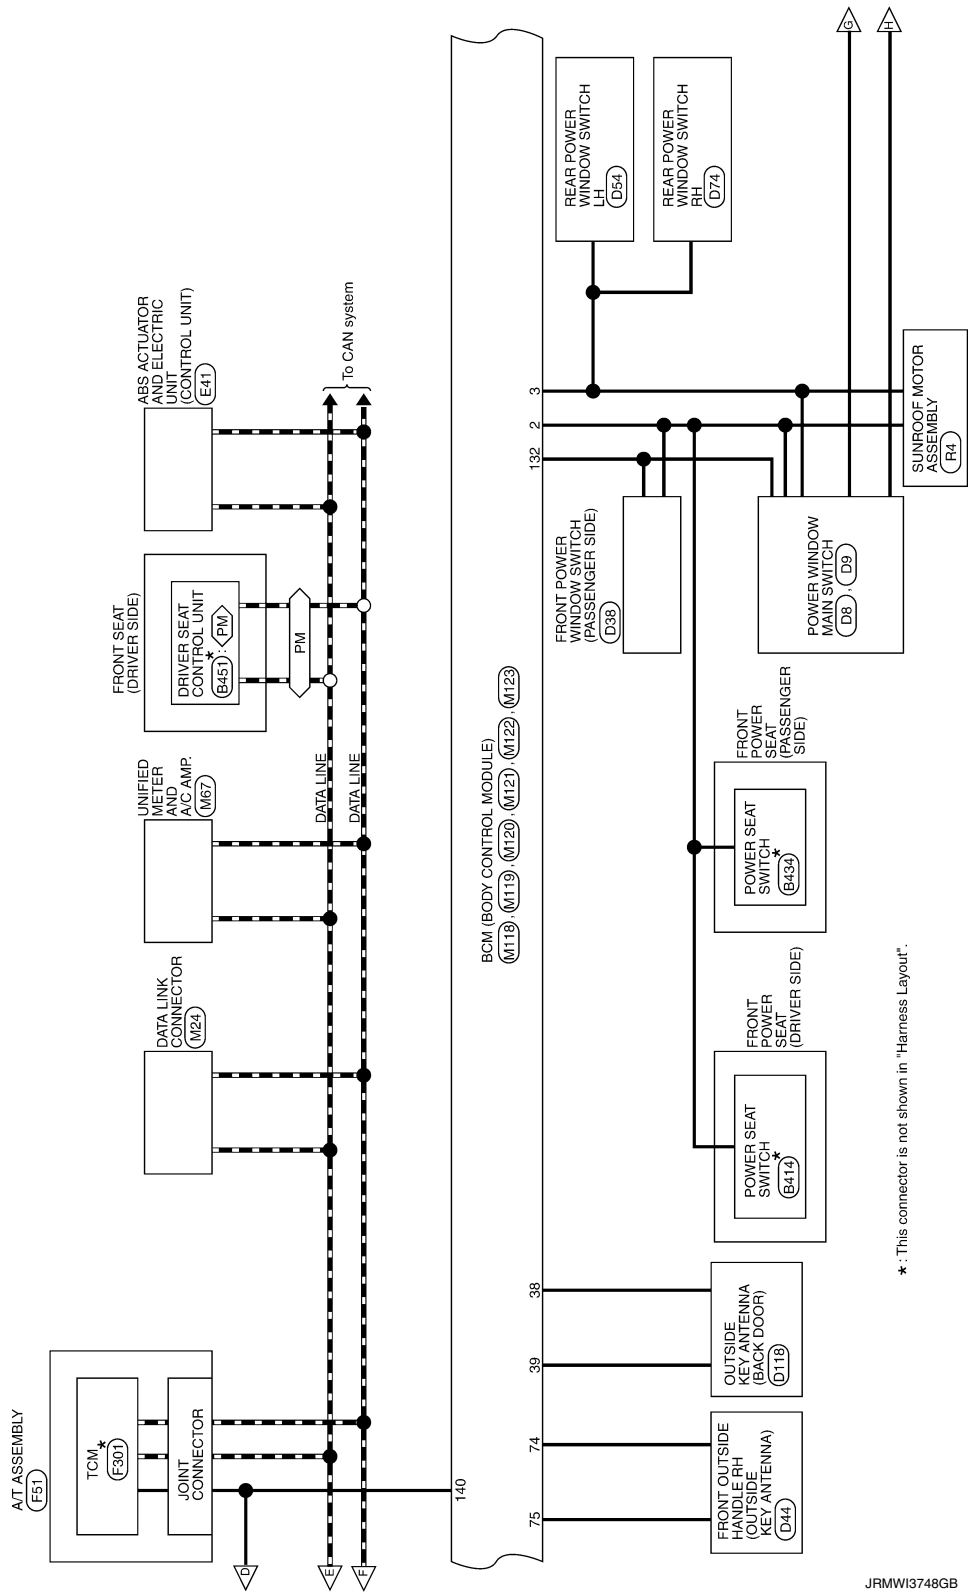 A/T ASSEMBLY
F51
TCM*
F301
JOINT
CONNECTOR
D
E
F
DATA LINK
CONNECTOR
M24
UNIFIED
METER
AND
A/C AMP.
M67
DATA LINE
DATA LINE
FRONT SEAT
(DRIVER SIDE)
DRIVER SEAT
CONTROL UNIT
*
B451 : PM
PM
ABS ACTUATOR
AND ELECTRIC
UNIT
(CONTROL UNIT)
E41
To CAN system
140
BCM (BODY CONTROL MODULE)
M118 , M119 , M120 , M121 , M122 , M123
75
74
39
38
132
2
3
FRONT OUTSIDE
HANDLE RH
(OUTSIDE
KEY ANTENNA)
D44
OUTSIDE
KEY ANTENNA
(BACK DOOR)
D118
FRONT
POWER
SEAT
(DRIVER SIDE)
POWER SEAT
SWITCH
*
B414
FRONT
POWER
SEAT
(PASSENGER
SIDE)
POWER SEAT
SWITCH
*
B434
FRONT POWER
WINDOW SWITCH
(PASSENGER SIDE)
D38
POWER WINDOW
MAIN SWITCH
D8 , D9
REAR POWER
WINDOW SWITCH
LH
D54
REAR POWER
WINDOW SWITCH
RH
D74
SUNROOF MOTOR
ASSEMBLY
R4
G
H
* : This connector is not shown in "Harness Layout".
JRMWI3748GB